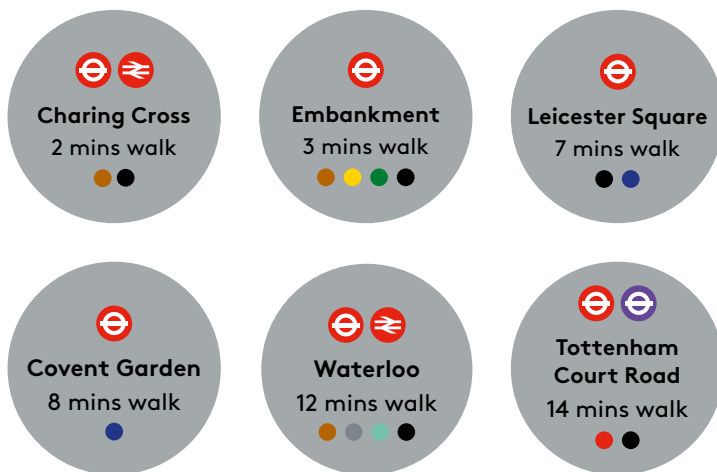 Charing Cross
2 mins walk
Embankment
3 mins walk
Leicester Square
7 mins walk
Covent Garden
8 mins walk
Waterloo
12 mins walk
Tottenham
Court Road
14 mins walk